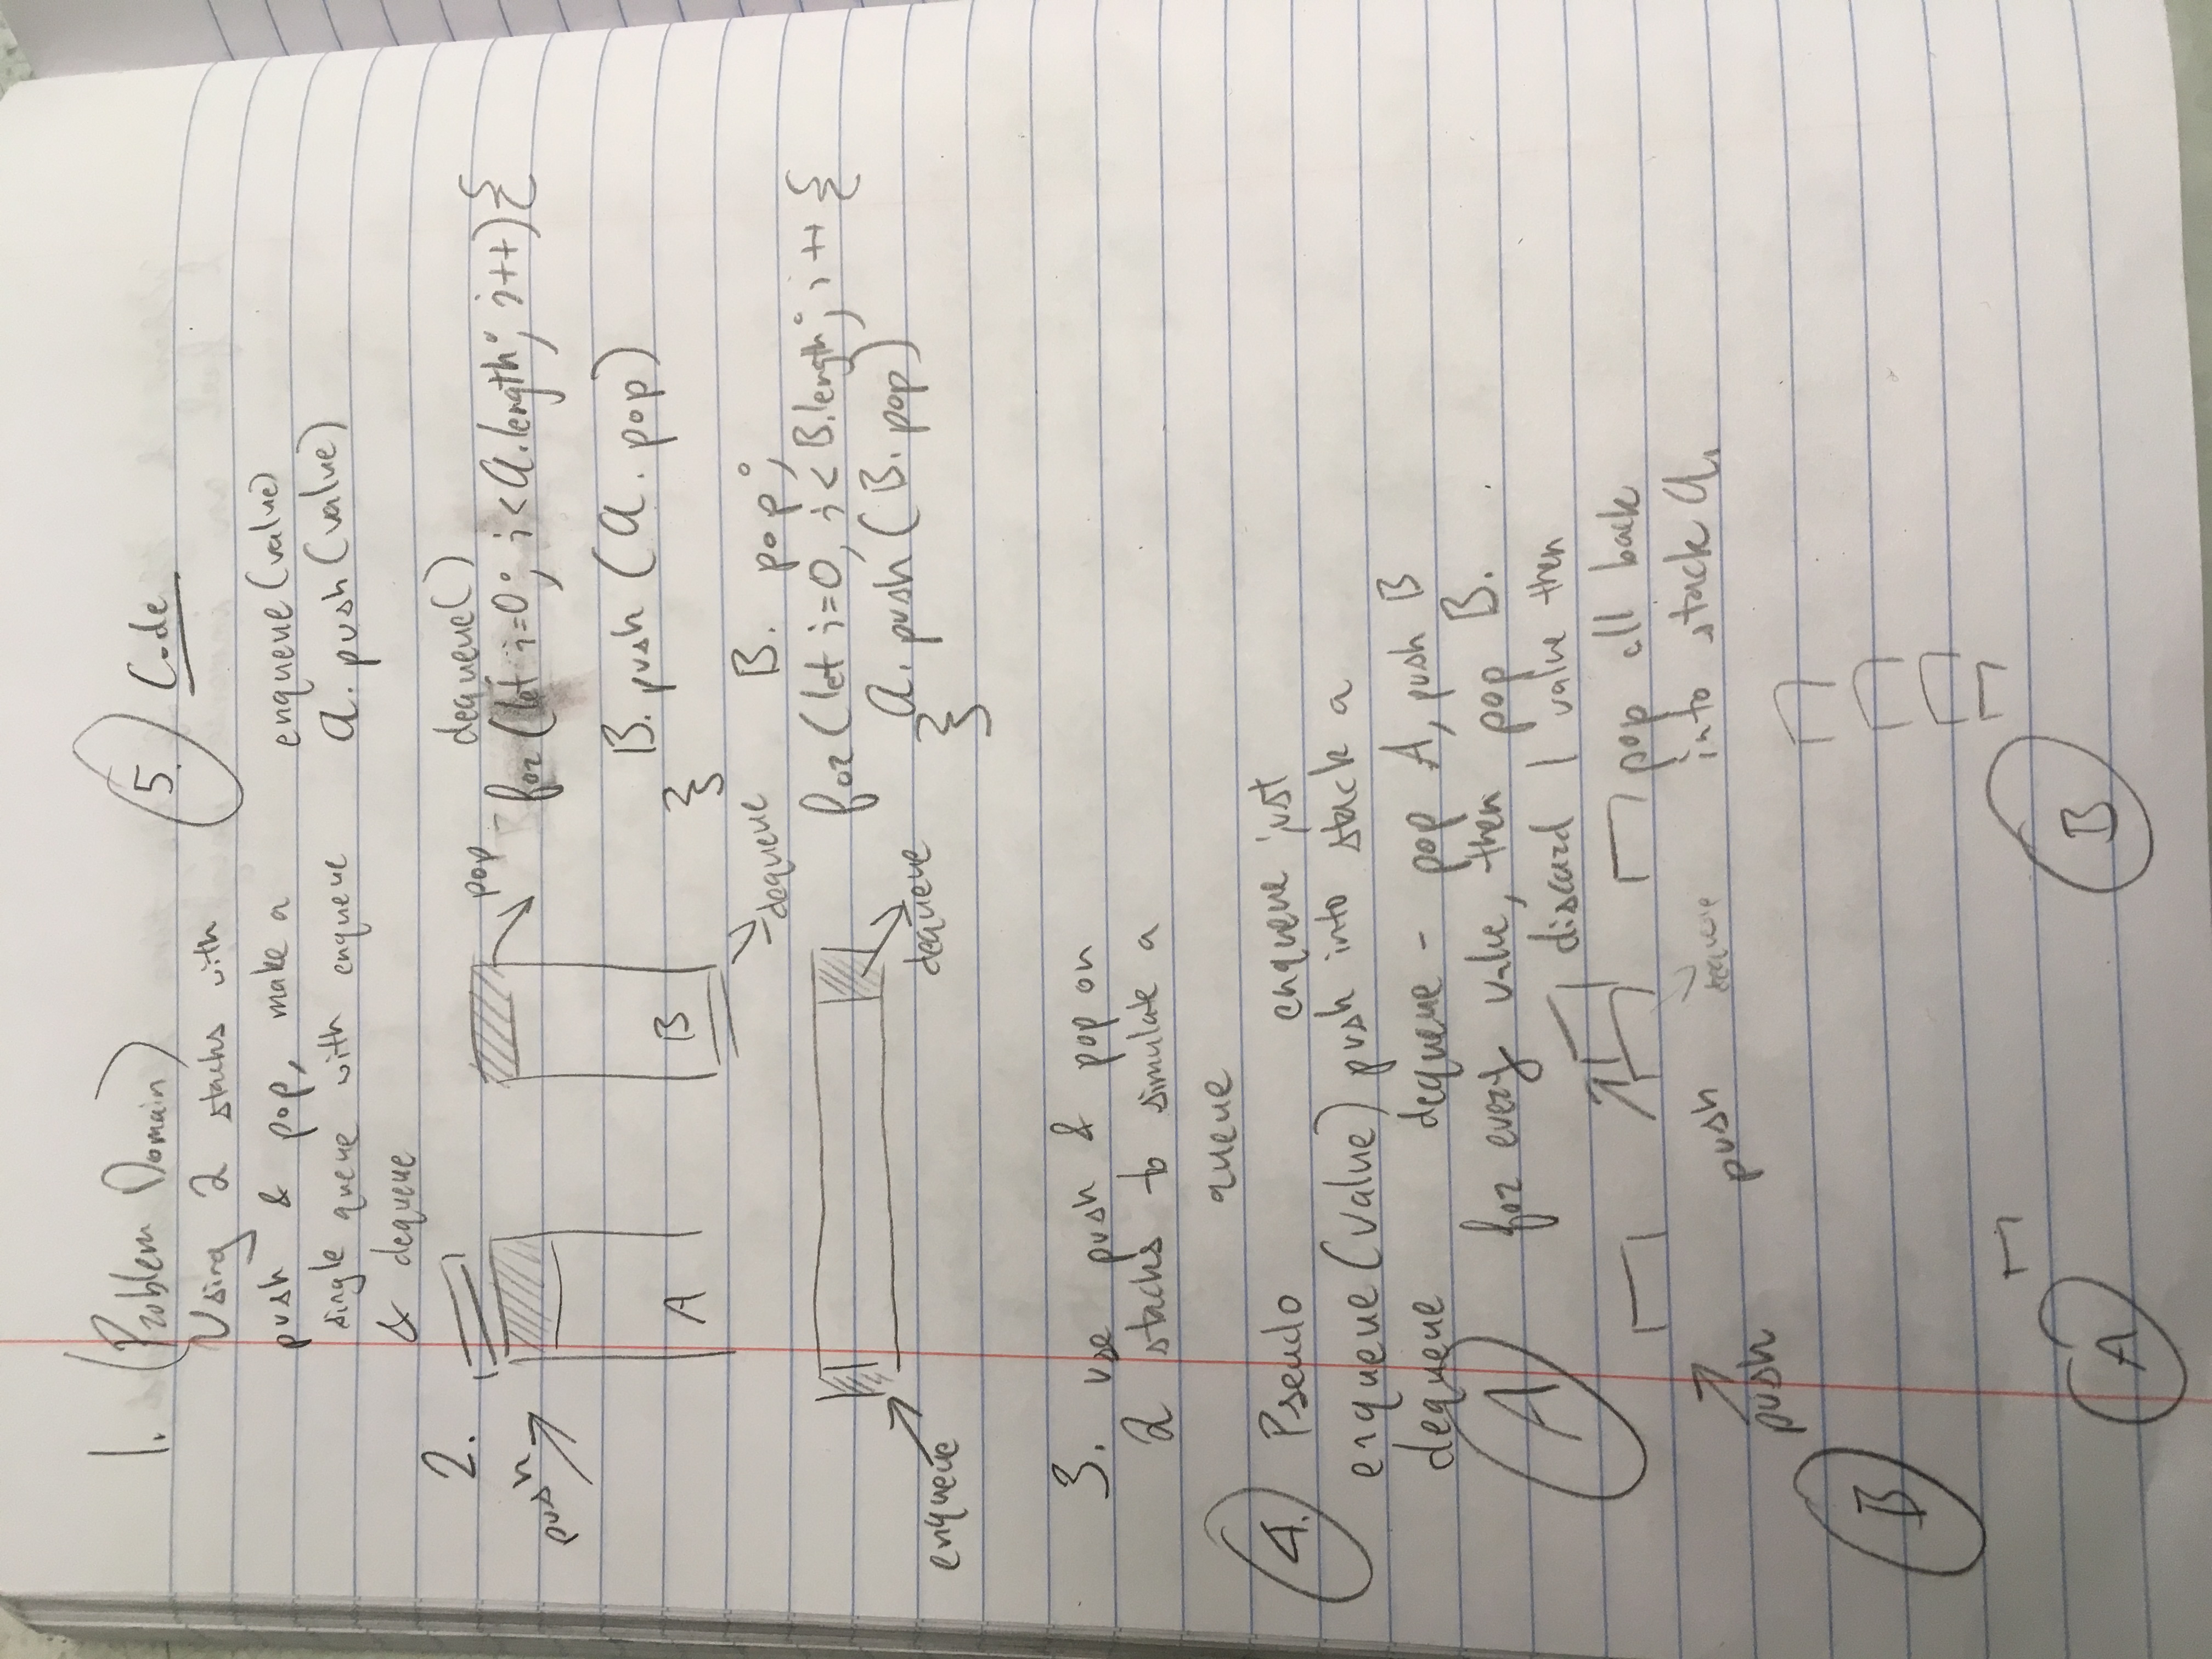 1. (Problem Domain)
Using 2 stacks with
push & pop, make a
single queue with enqueue
& dequeue
2.
push
A
B
pop
dequeue
enqueue
dequeue
3. use push & pop on
2 stacks to simulate a
queue
4. Pseudo
enqueue just
enqueue (value) push into stack a
dequeue
dequeue - pop A, push B
for every value, then pop B.
discard 1 value then
pop all back
into stack a.
A
push
push
dequeue
B
A
B
5. Code
enqueue (value)
a. push (value)
dequeue ( )
for (let i=0; i < a.length; i++) {
B. push (a. pop)
}
B. pop;
for (let i=0, i < B.length; i++ {
a. push (B. pop)
}